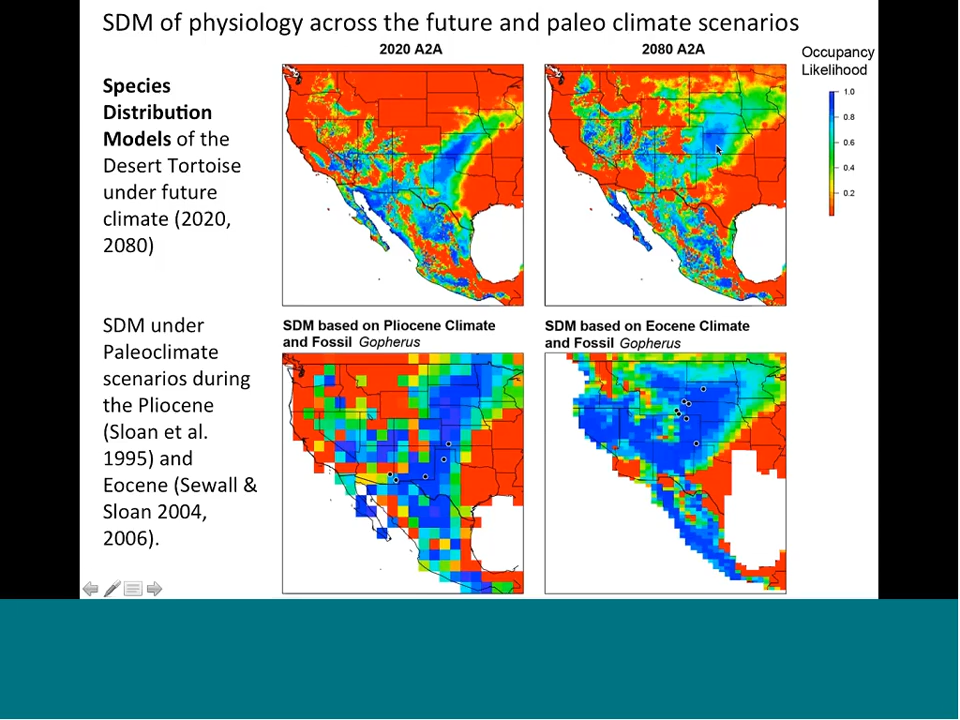 SDM of physiology across the future and paleo climate scenarios
2020 A2A
2080 A2A
Occupancy
Likelihood
1.0
0.8
0.6
0.4
0.2
Species
Distribution
Models of the
Desert Tortoise
under future
climate (2020,
2080)
SDM based on Pliocene Climate
and Fossil Gopherus
SDM based on Eocene Climate
and Fossil Gopherus
SDM under
Paleoclimate
scenarios during
the Pliocene
(Sloan et al.
1995) and
Eocene (Sewall &
Sloan 2004,
2006).